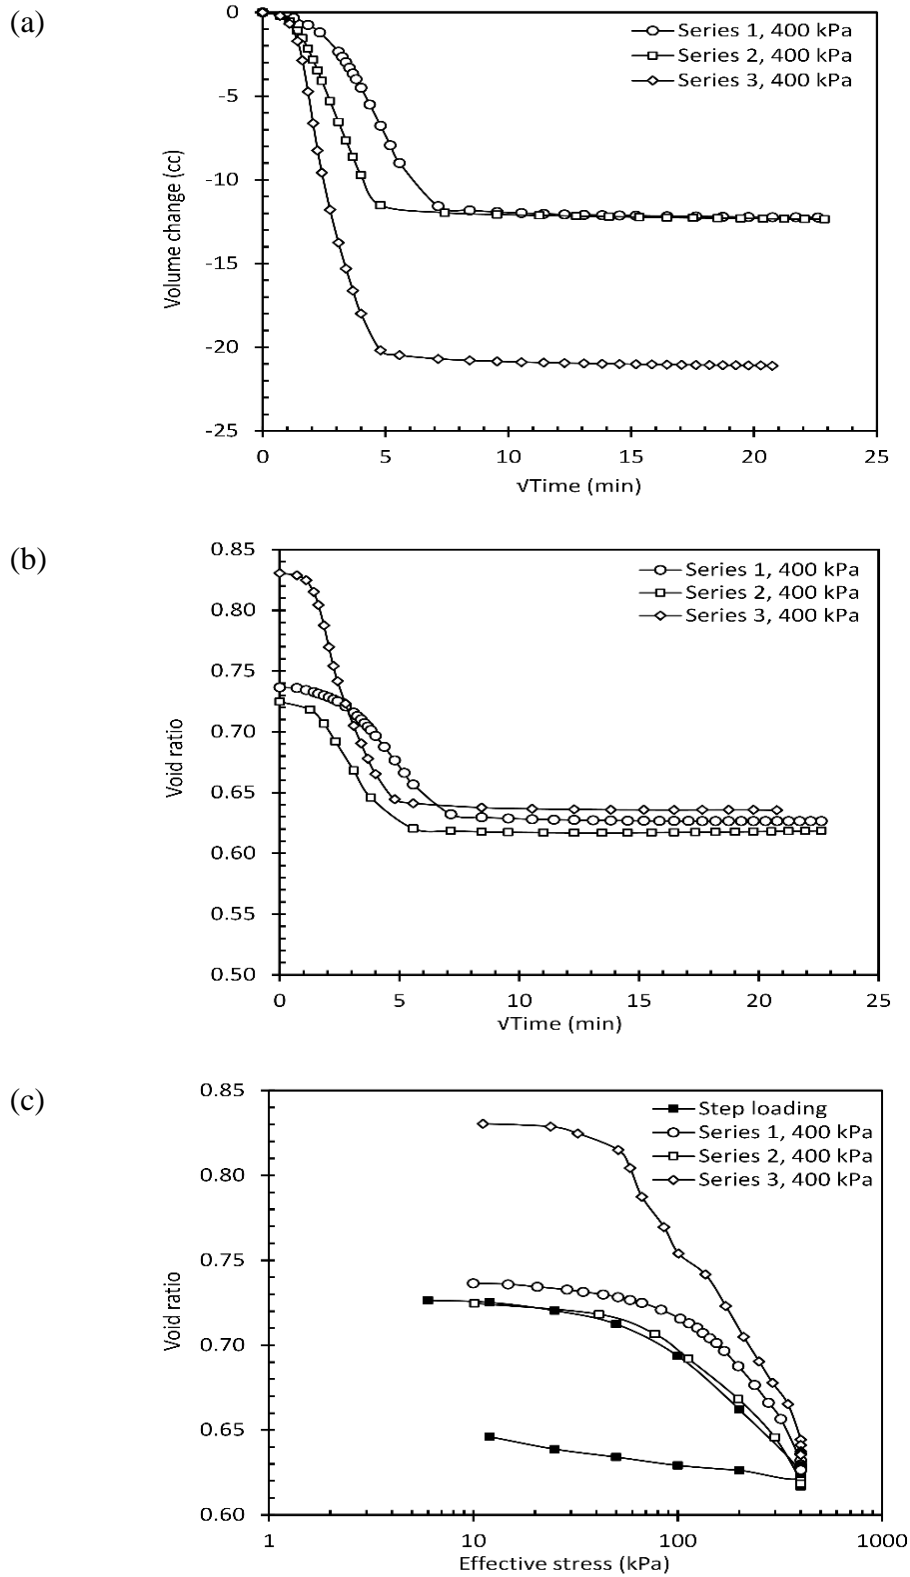 (a)
0
-5
-10
-15
-20
-25
Volume change (cc)
Series 1, 400 kPa
Series 2, 400 kPa
Series 3, 400 kPa
0 5 10 15 20 25
√Time (min)
(b)
0.85
0.80
0.75
0.70
0.65
0.60
0.55
0.50
Void ratio
Series 1, 400 kPa
Series 2, 400 kPa
Series 3, 400 kPa
0 5 10 15 20 25
√Time (min)
(c)
0.85
0.80
0.75
0.70
0.65
0.60
Void ratio
Step loading
Series 1, 400 kPa
Series 2, 400 kPa
Series 3, 400 kPa
1 10 100 1000
Effective stress (kPa)